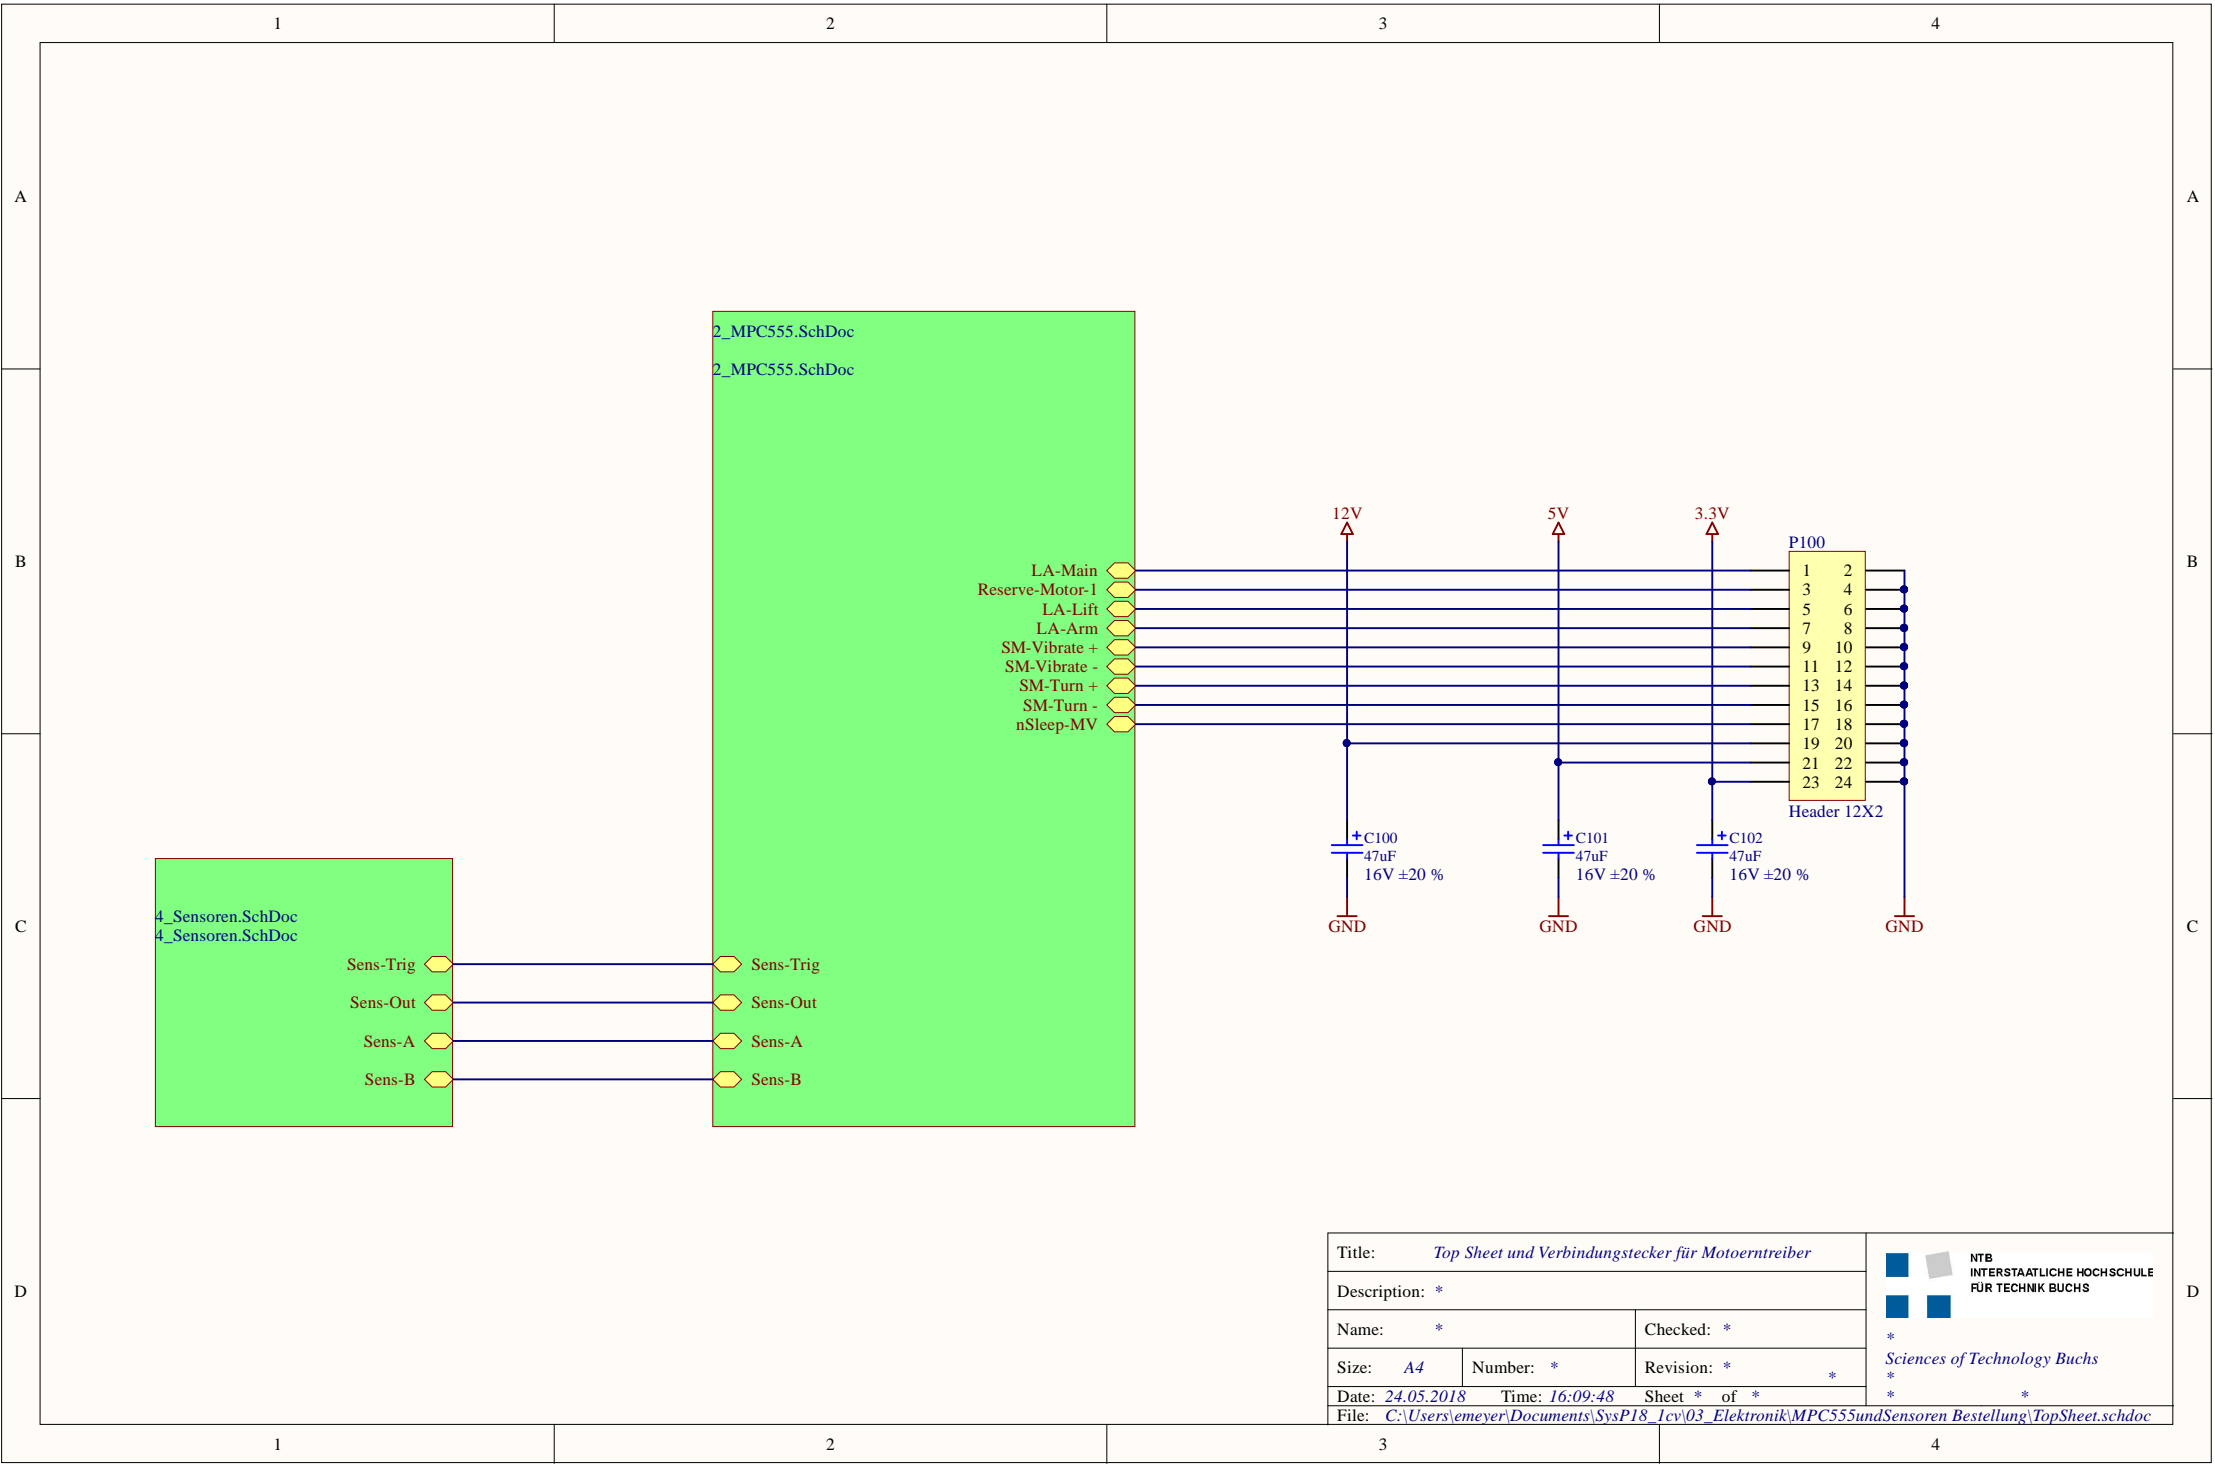 1 2 3 4
A A
2_MPC555.SchDoc
2_MPC555.SchDoc
12V 5V 3.3V
P100
B B
LA-Main 1 2
Reserve-Motor-1 3 4
LA-Lift 5 6
LA-Arm 7 8
SM-Vibrate + 9 10
SM-Vibrate - 11 12
SM-Turn + 13 14
SM-Turn - 15 16
nSleep-MV 17 18
19 20
21 22
23 24
Header 12X2
+ C100 + C101 + C102
47uF 47uF 47uF
16V ±20 % 16V ±20 % 16V ±20 %
GND GND GND GND
C C
4_Sensoren.SchDoc
4_Sensoren.SchDoc
Sens-Trig Sens-Trig
Sens-Out Sens-Out
Sens-A Sens-A
Sens-B Sens-B
D D
Title: Top Sheet und Verbindungstecker für Motoerntreiber
Description: *
Name: * Checked: *
Size: A4 Number: * Revision: * *
Date: 24.05.2018 Time: 16:09:48 Sheet * of *
File: C:\Users\emeyer\Documents\SysP18_1cv\03_Elektronik\MPC555undSensoren Bestellung\TopSheet.schdoc
NTB
INTERSTAATLICHE HOCHSCHULE
FÜR TECHNIK BUCHS
*
Sciences of Technology Buchs
*
* *
1 2 3 4